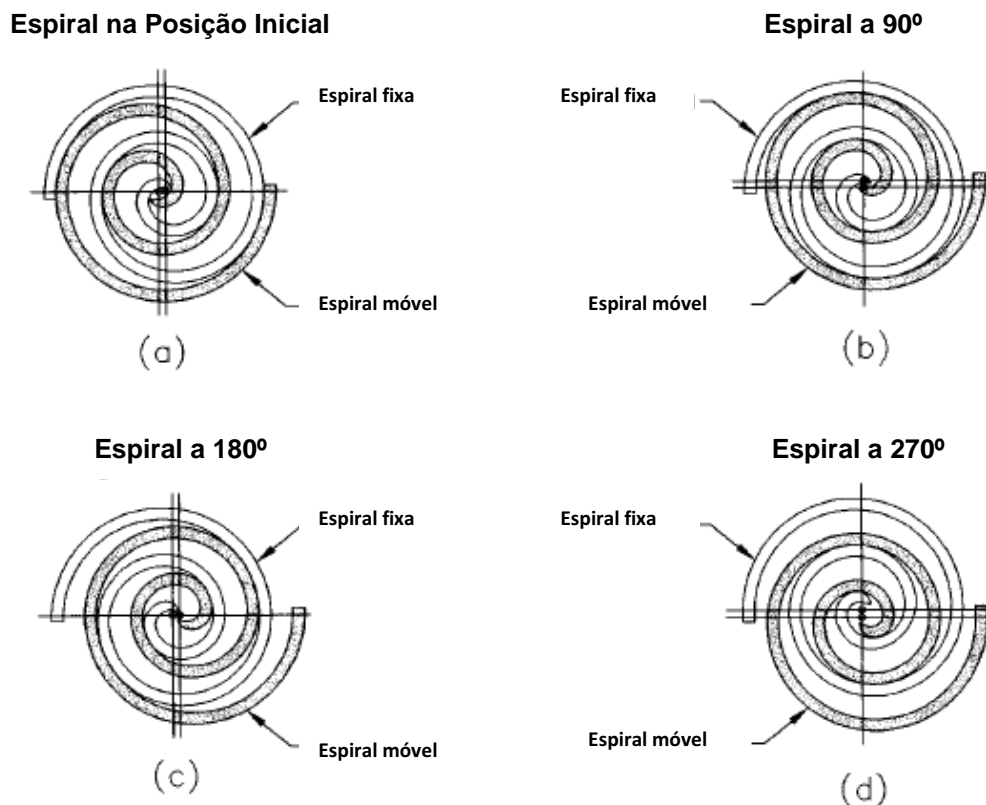 Espiral na Posição Inicial
Espiral a 90º
Espiral fixa
Espiral fixa
Espiral móvel
Espiral móvel
(a)
(b)
Espiral a 180º
Espiral a 270º
Espiral fixa
Espiral fixa
Espiral móvel
Espiral móvel
(c)
(d)